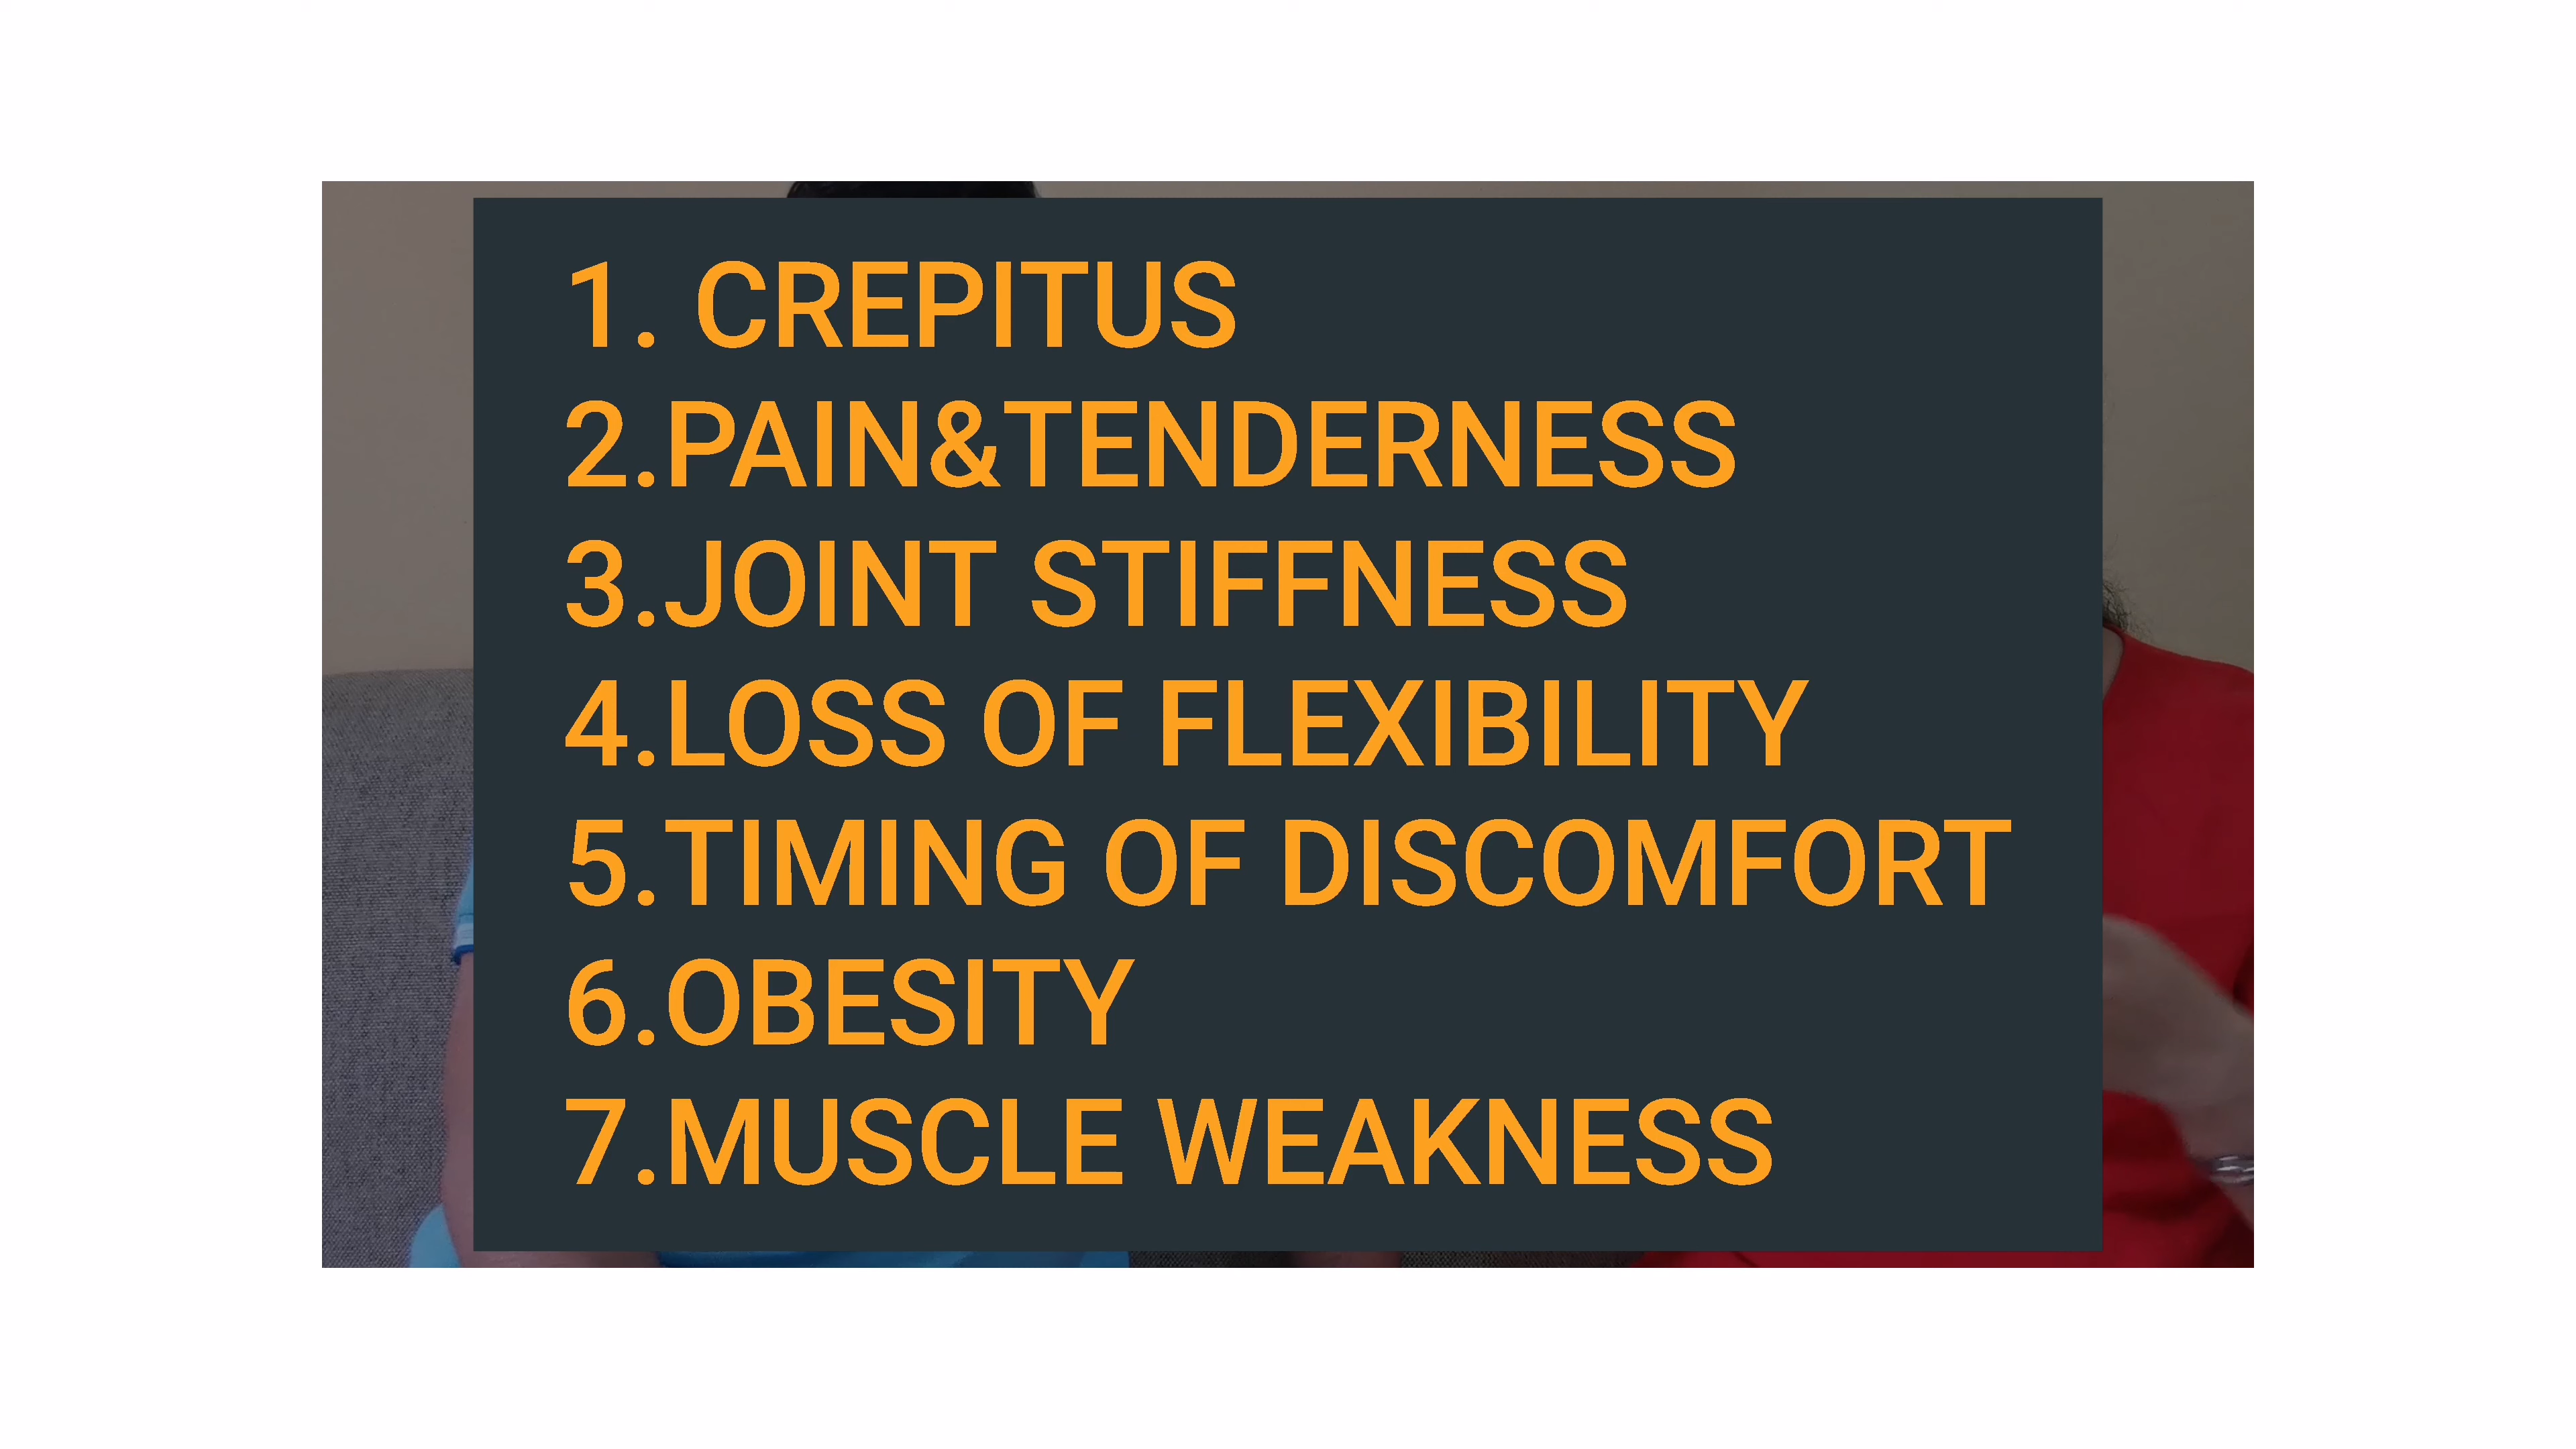 1. CREPITUS
2.PAIN&TENDERNESS
3.JOINT STIFFNESS
4.LOSS OF FLEXIBILITY
5.TIMING OF DISCOMFORT
6.OBESITY
7.MUSCLE WEAKNESS